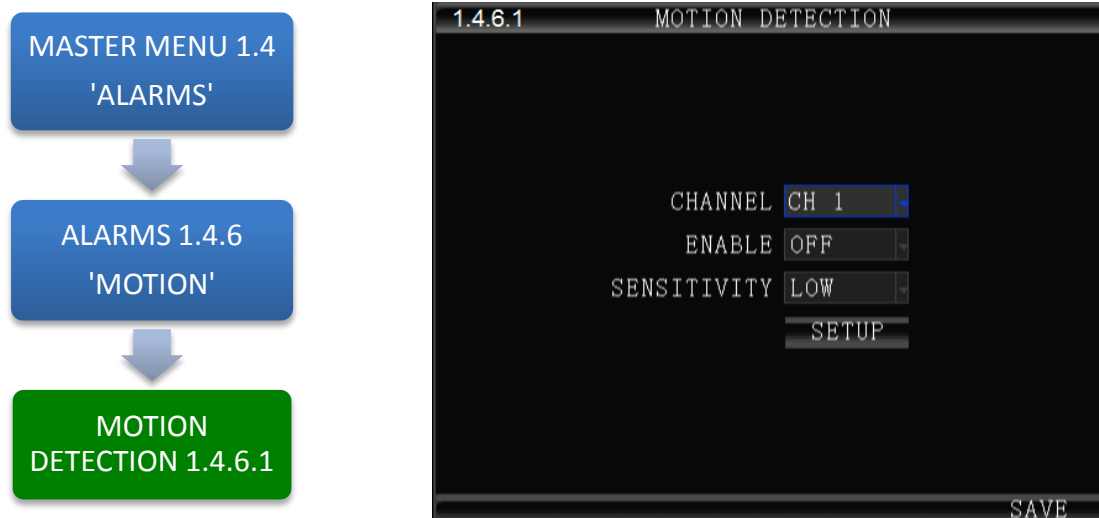 MASTER MENU 1.4
'ALARMS'
ALARMS 1.4.6
'MOTION'
MOTION
DETECTION 1.4.6.1
1.4.6.1 MOTION DETECTION
CHANNEL CH 1
ENABLE OFF
SENSITIVITY LOW
SETUP
SAVE